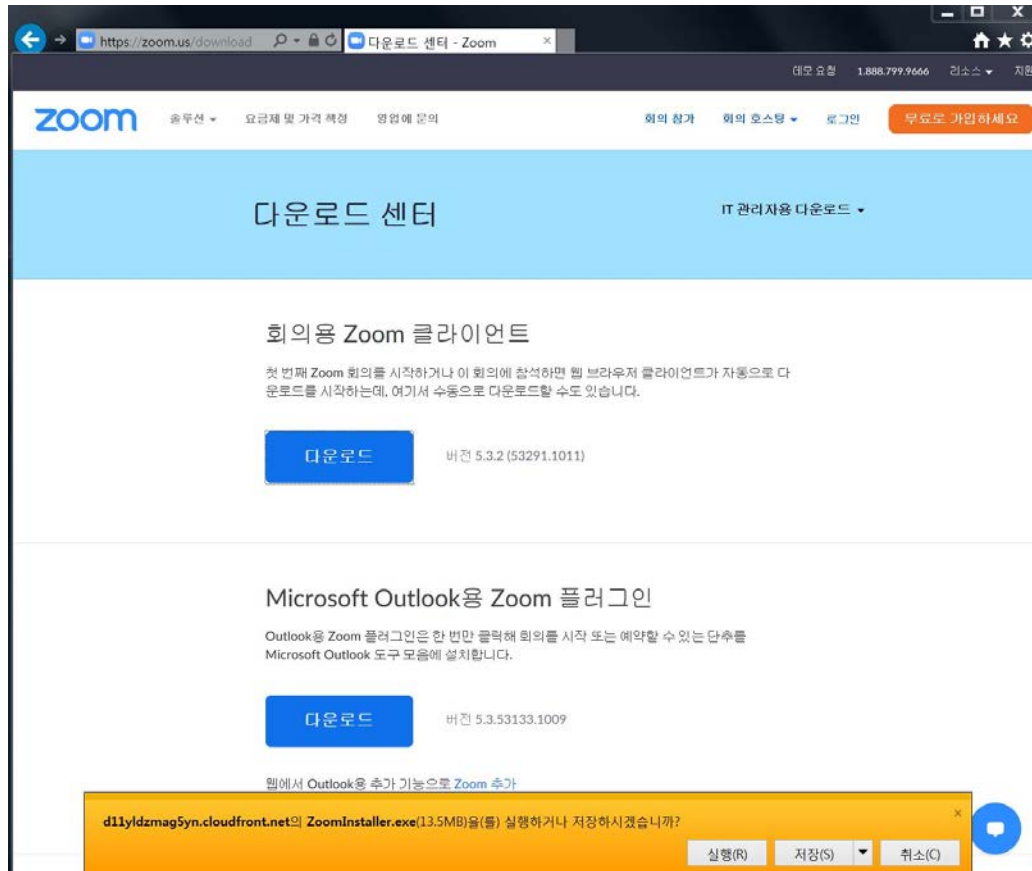 https://zoom.us/download
다운로드 센터 - Zoom
데모 요청 1.888.799.9666 리소스 지원
zoom 솔루션 요금제 및 가격 책정 영업에 문의 회의 참가 회의 호스팅 로그인 무료로 가입하세요
다운로드 센터 IT 관리자용 다운로드
회의용 Zoom 클라이언트
첫 번째 Zoom 회의를 시작하거나 이 회의에 참석하면 웹 브라우저 클라이언트가 자동으로 다
운로드를 시작하는데, 여기서 수동으로 다운로드할 수도 있습니다.
다운로드 버전 5.3.2 (53291.1011)
Microsoft Outlook용 Zoom 플러그인
Outlook용 Zoom 플러그인은 한 번만 클릭해 회의를 시작 또는 예약할 수 있는 단추를
Microsoft Outlook 도구 모음에 설치합니다.
다운로드 버전 5.3.53133.1009
웹에서 Outlook용 추가 기능으로 Zoom 추가
d11yldzmag5yn.cloudfront.net의 ZoomInstaller.exe(13.5MB)을(를) 실행하거나 저장하시겠습니까?
실행(R) 저장(S) 취소(C)